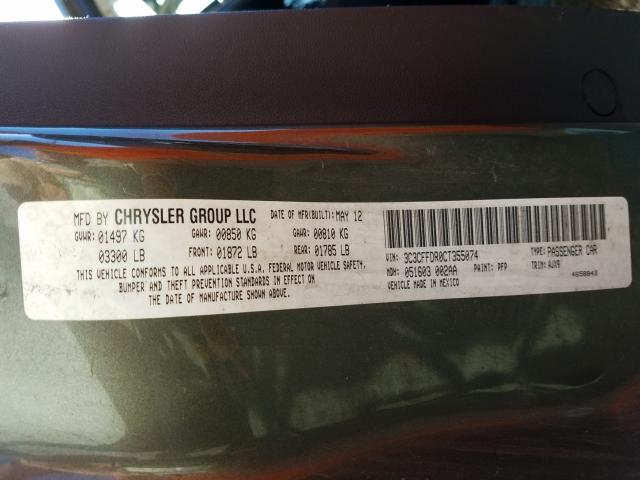 MFD BY CHRYSLER GROUP LLC DATE OF MFR(BUILT): MAY 12
GVWR: 01497 KG GAWR: 00850 KG GAWR: 00810 KG
03300 LB FRONT: 01872 LB REAR: 01785 LB
THIS VEHICLE CONFORMS TO ALL APPLICABLE U.S.A. FEDERAL MOTOR VEHICLE SAFETY,
BUMPER AND THEFT PREVENTION STANDARDS IN EFFECT ON
THE DATE OF MANUFACTURE SHOWN ABOVE.
VIN: 3C3CFFDR0CT365074 TYPE: PASSENGER CAR
MDH: 051603 002AA PAINT: PFP TRIM: AUX9
VEHICLE MADE IN MEXICO 4658843